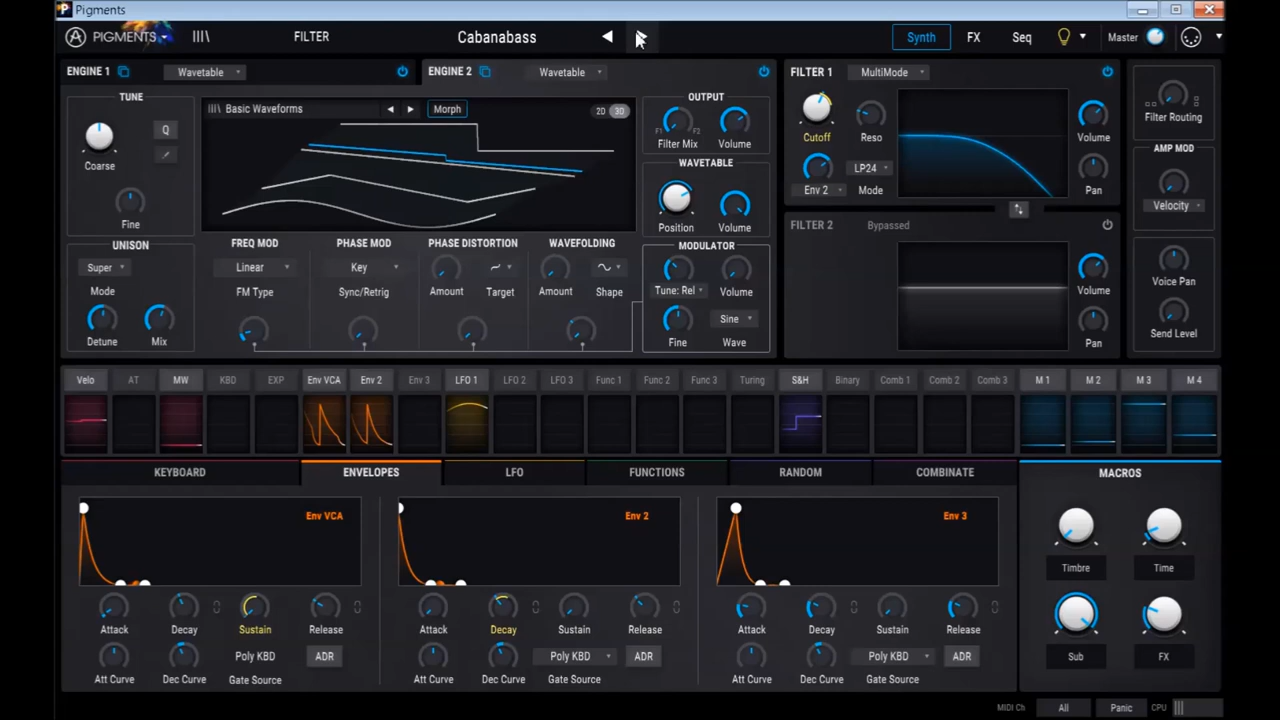 Pigments
PIGMENTS
FILTER
Cabanabass
Synth
FX
Seq
Master
ENGINE 1
Wavetable
ENGINE 2
Wavetable
TUNE
Q
Coarse
Fine
Basic Waveforms
Morph
2D
3D
OUTPUT
F1
F2
Filter Mix
Volume
WAVETABLE
Position
Volume
UNISON
Super
Mode
Detune
Mix
FREQ MOD
Linear
FM Type
PHASE MOD
Key
Sync/Retrig
PHASE DISTORTION
Amount
Target
WAVEFOLDING
Amount
Shape
MODULATOR
Tune: Rel
Volume
Fine
Sine
Wave
FILTER 1
MultiMode
Cutoff
Reso
Env 2
LP24
Mode
Volume
Pan
FILTER 2
Bypassed
Volume
Pan
Filter Routing
AMP MOD
Velocity
Voice Pan
Send Level
Velo
AT
MW
KBD
EXP
Env VCA
Env 2
Env 3
LFO 1
LFO 2
LFO 3
Func 1
Func 2
Func 3
Turing
S&H
Binary
Comb 1
Comb 2
Comb 3
M 1
M 2
M 3
M 4
KEYBOARD
ENVELOPES
LFO
FUNCTIONS
RANDOM
COMBINATE
MACROS
Env VCA
Attack
Decay
Sustain
Release
Att Curve
Dec Curve
Poly KBD
Gate Source
ADR
Env 2
Attack
Decay
Sustain
Release
Att Curve
Dec Curve
Poly KBD
Gate Source
ADR
Env 3
Attack
Decay
Sustain
Release
Att Curve
Dec Curve
Poly KBD
Gate Source
ADR
Timbre
Time
Sub
FX
MIDI Ch
All
Panic
CPU